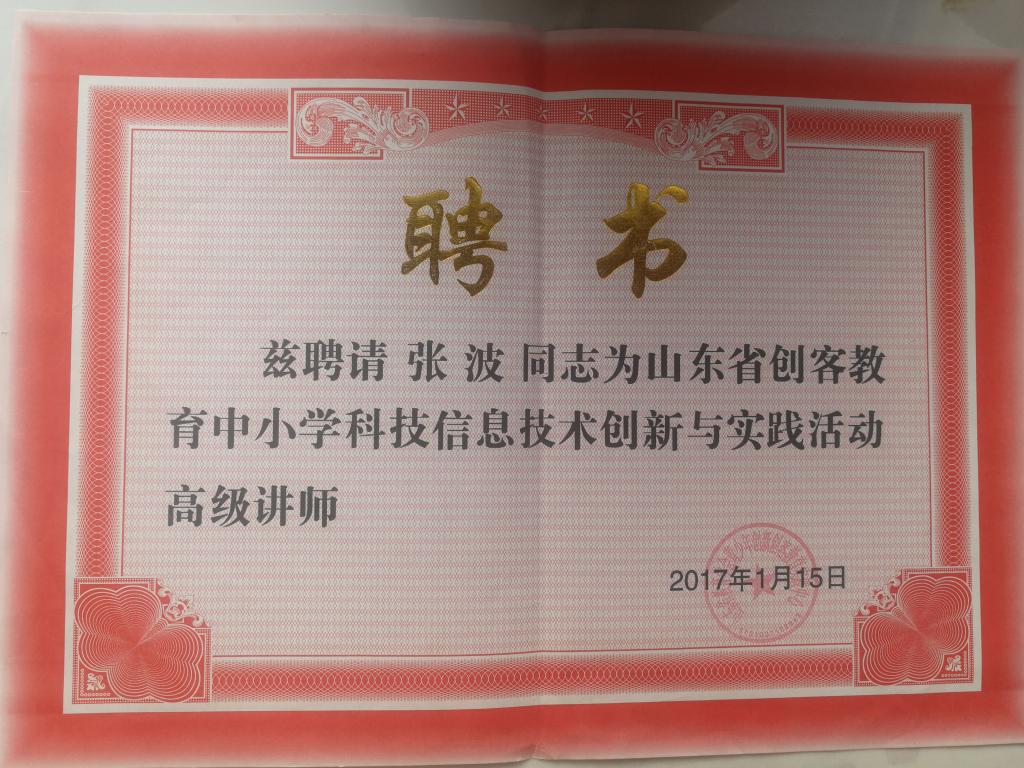 聘书
兹聘请 张 波 同志为山东省创客教
育中小学科技信息技术创新与实践活动
高级讲师
2017年1月15日